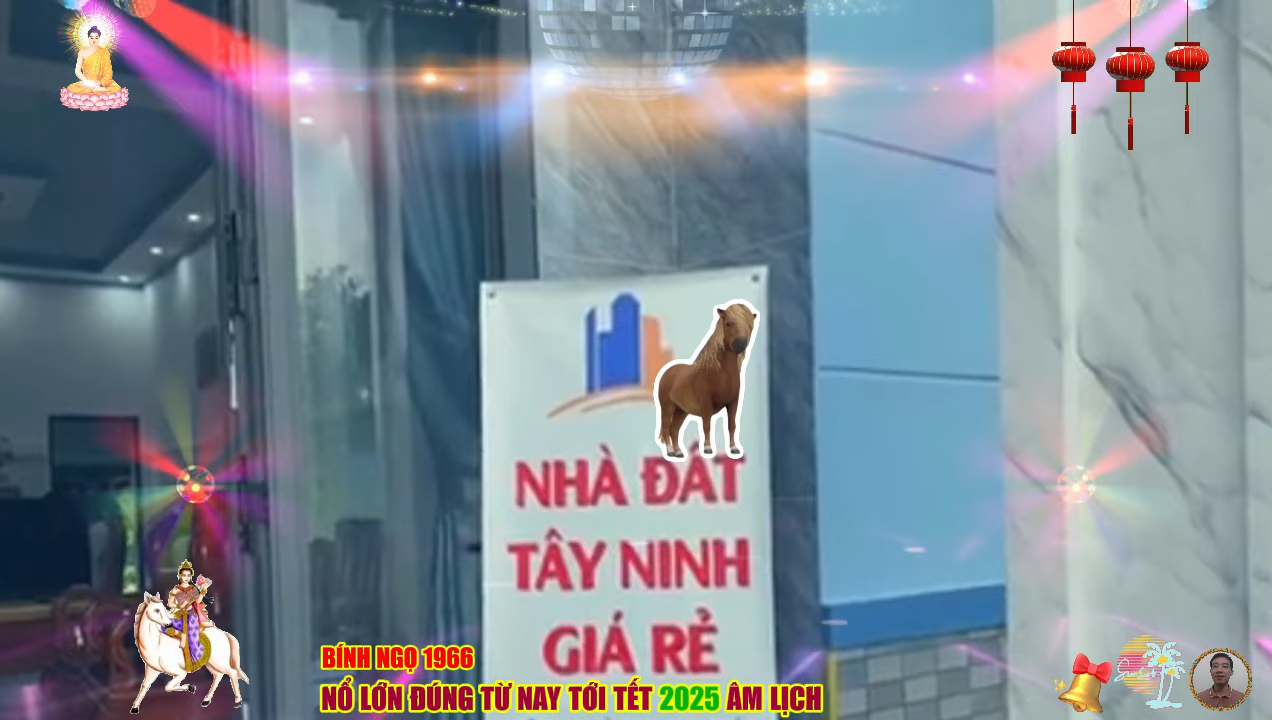 NHÀ ĐẤT
TÂY NINH
GIÁ RẺ
BÍNH NGỌ 1966
NỔ LỚN ĐÚNG TỪ NAY TỚI TẾT 2025 ÂM LỊCH